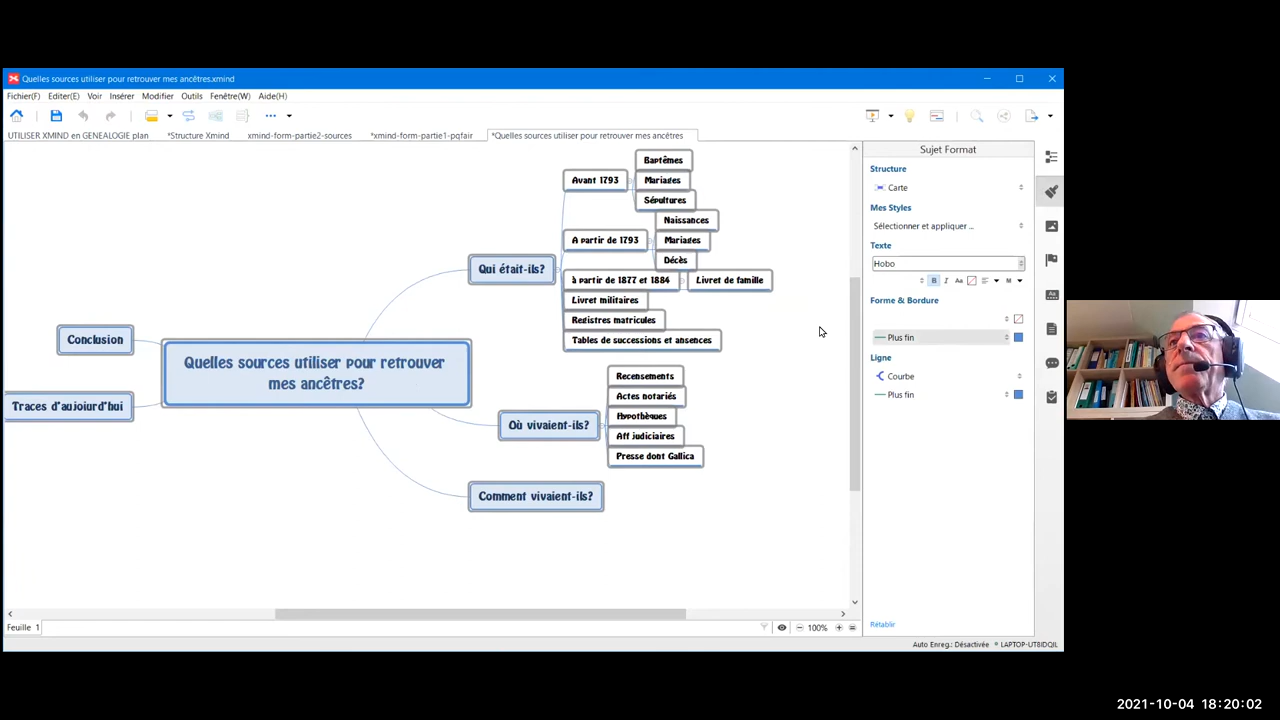 Quelles sources utiliser pour retrouver mes ancêtres.xmind
Fichier(F) Editer(E) Voir Insérer Modifier Outils Fenêtre(W) Aide(H)
UTILISER XMIND en GENEALOGIE plan
*Structure Xmind
xmind-form-partie2-sources
*xmind-form-partie1-pqfair
*Quelles sources utiliser pour retrouver mes ancêtres
Quelles sources utiliser pour retrouver
mes ancêtres?
Qui était-ils?
Avant 1793
Baptêmes
Mariages
Sépultures
A partir de 1793
Naissances
Mariages
Décès
à partir de 1877 et 1884
Livret de famille
Livret militaires
Registres matricules
Tables de successions et absences
Où vivaient-ils?
Recensements
Actes notariés
Hypothèques
Aff judiciaires
Presse dont Gallica
Comment vivaient-ils?
Conclusion
Traces d'aujoiurd'hui
Sujet Format
Structure
Carte
Mes Styles
Sélectionner et appliquer ...
Texte
Hobo
B I Aa M
Forme & Bordure
Plus fin
Ligne
Courbe
Plus fin
Rétablir
Feuille 1
100%
Auto Enreg.: Désactivée
LAPTOP-UT8IDQIL
2021-10-04 18:20:02